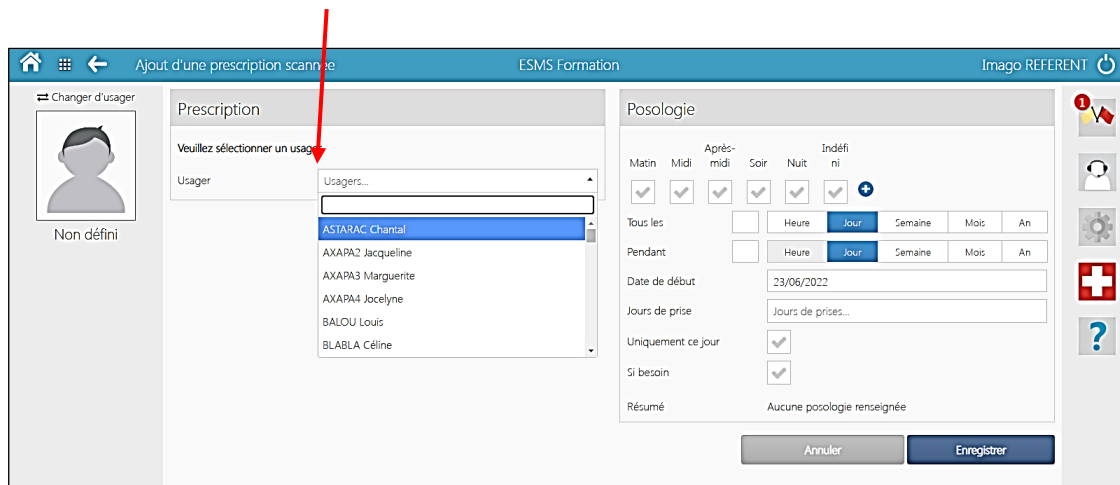 Ajout d'une prescription scannée
ESMS Formation
Imago REFERENT
Changer d'usager
Non défini
Prescription
Veuillez sélectionner un usager
Usager
Usagers...
ASTARAC Chantal
AXAPA2 Jacqueline
AXAPA3 Marguerite
AXAPA4 Jocelyne
BALOU Louis
BLABLA Céline
Posologie
Matin Midi Après-midi Soir Nuit Indéfini
Tous les Heure Jour Semaine Mois An
Pendant Heure Jour Semaine Mois An
Date de début 23/06/2022
Jours de prise Jours de prises...
Uniquement ce jour
Si besoin
Résumé Aucune posologie renseignée
Annuler Enregistrer
1
?